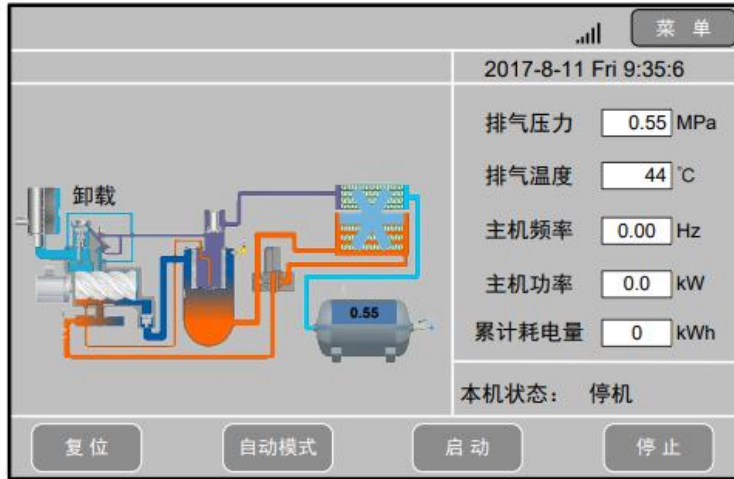 菜 单
2017-8-11 Fri 9:35:6
排气压力 0.55 MPa
排气温度 44 ℃
卸载
主机频率 0.00 Hz
主机功率 0.0 kW
0.55
累计耗电量 0 kWh
本机状态： 停机
复 位 自动模式 启 动 停 止